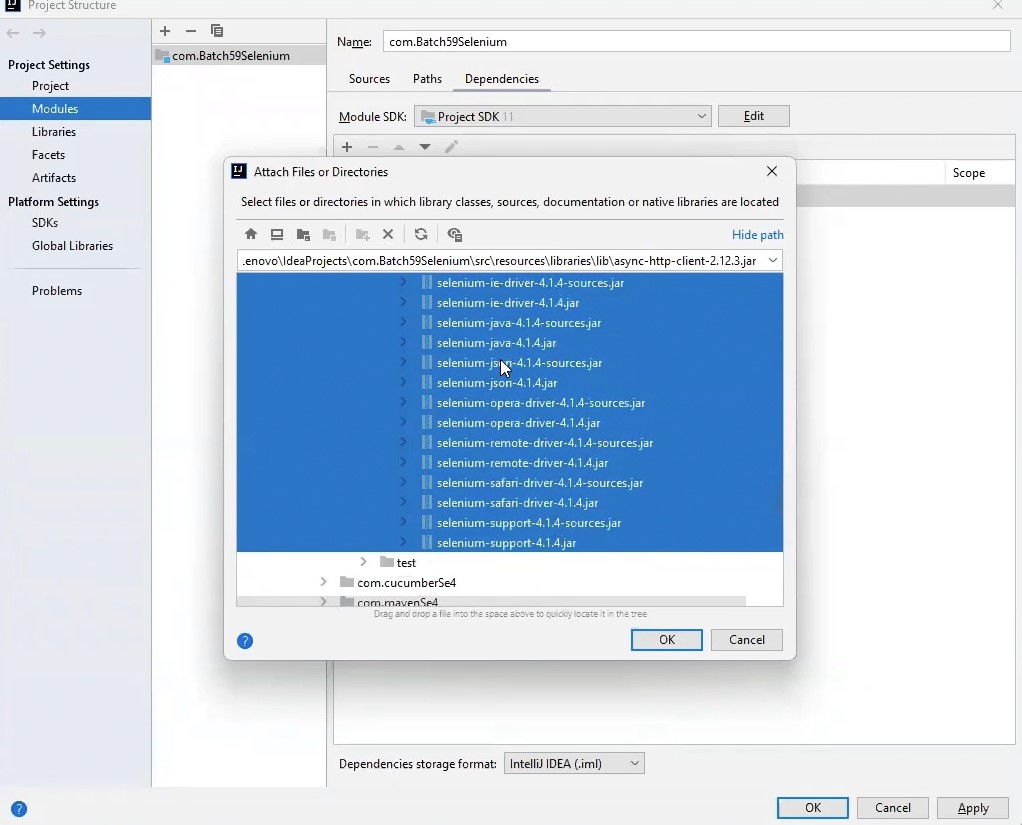 Project Structure
Project Settings
Project
Modules
Libraries
Facets
Artifacts
Platform Settings
SDKs
Global Libraries
Problems
com.Batch59Selenium
Name: com.Batch59Selenium
Sources Paths Dependencies
Module SDK: Project SDK 11 Edit
Scope
Attach Files or Directories
Select files or directories in which library classes, sources, documentation or native libraries are located
Hide path
.enovo\IdeaProjects\com.Batch59Selenium\src\resources\libraries\lib\async-http-client-2.12.3.jar
selenium-ie-driver-4.1.4-sources.jar
selenium-ie-driver-4.1.4.jar
selenium-java-4.1.4-sources.jar
selenium-java-4.1.4.jar
selenium-json-4.1.4-sources.jar
selenium-json-4.1.4.jar
selenium-opera-driver-4.1.4-sources.jar
selenium-opera-driver-4.1.4.jar
selenium-remote-driver-4.1.4-sources.jar
selenium-remote-driver-4.1.4.jar
selenium-safari-driver-4.1.4-sources.jar
selenium-safari-driver-4.1.4.jar
selenium-support-4.1.4-sources.jar
selenium-support-4.1.4.jar
test
com.cucumberSe4
com.mavenSe4
Drag and drop a file into the space above to quickly locate it in the tree
? OK Cancel
Dependencies storage format: IntelliJ IDEA (.iml)
? OK Cancel Apply